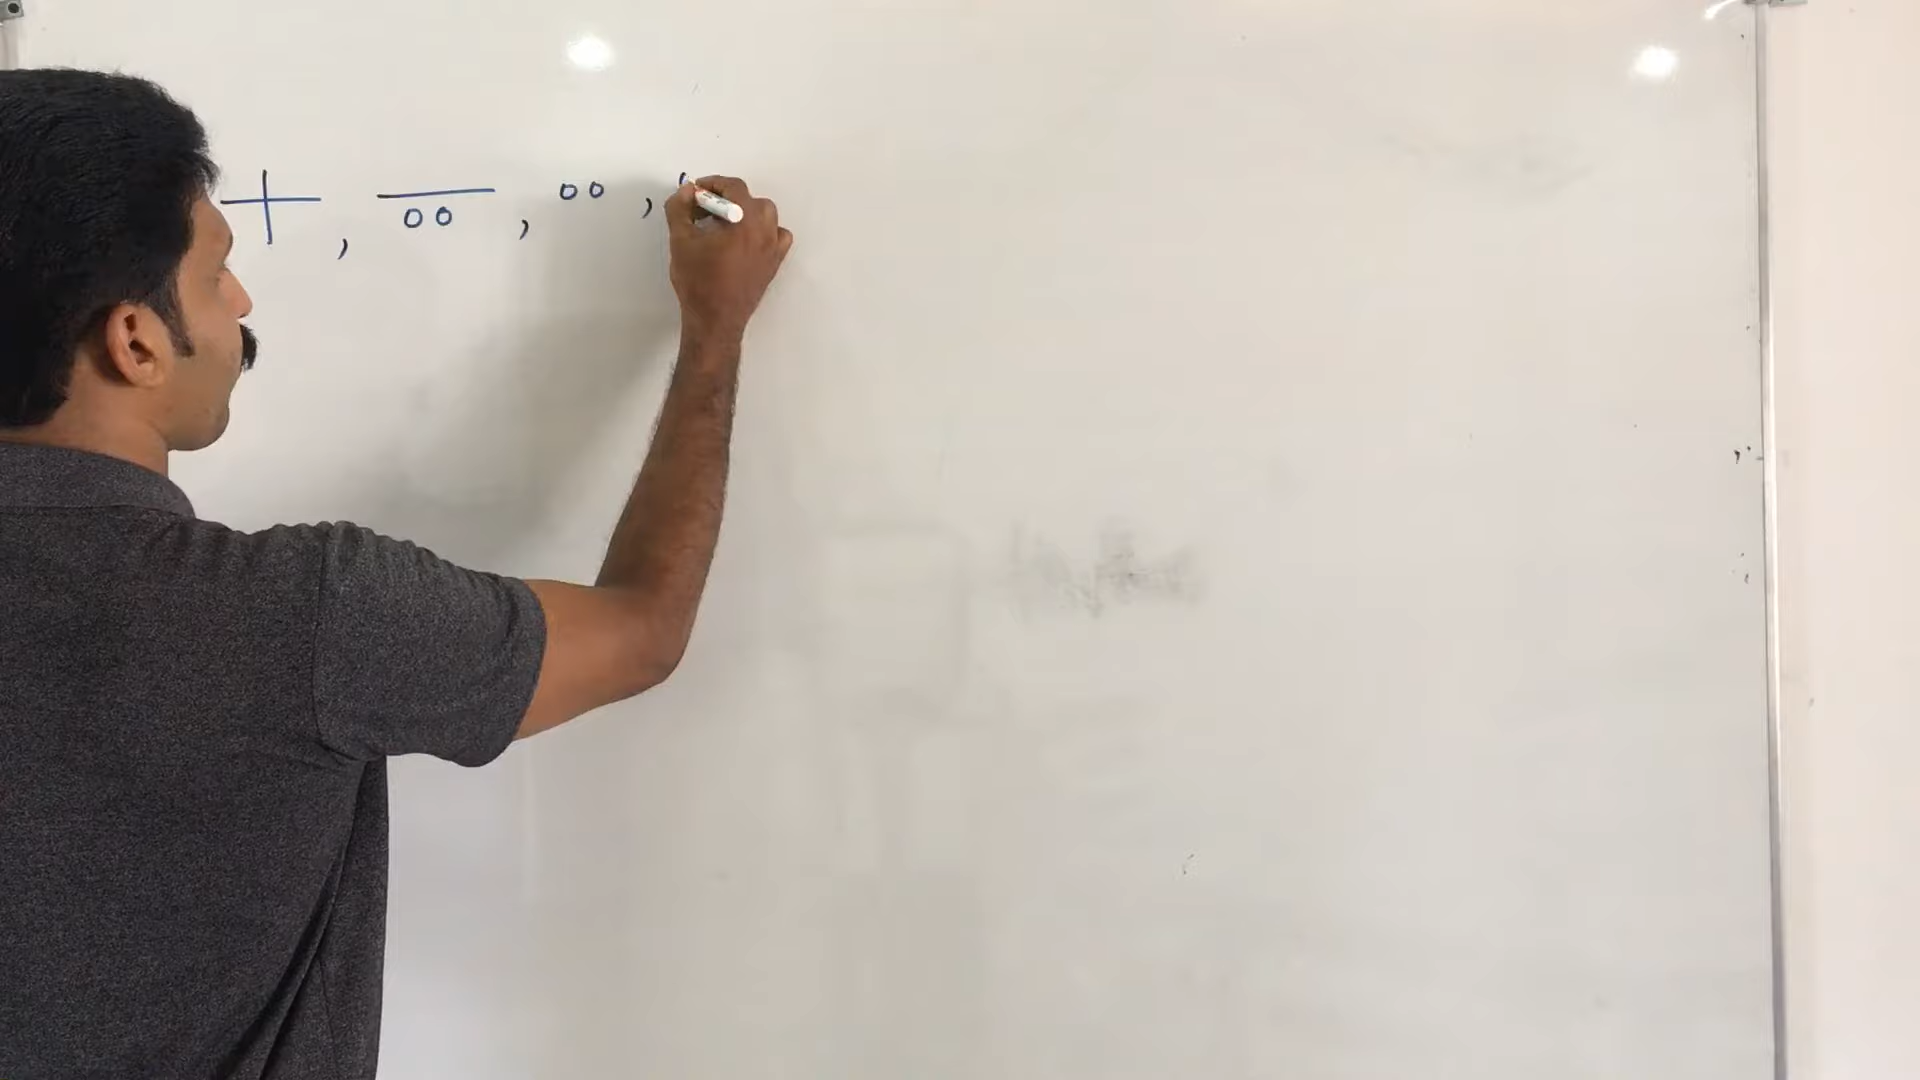 + , — oo , oo ,